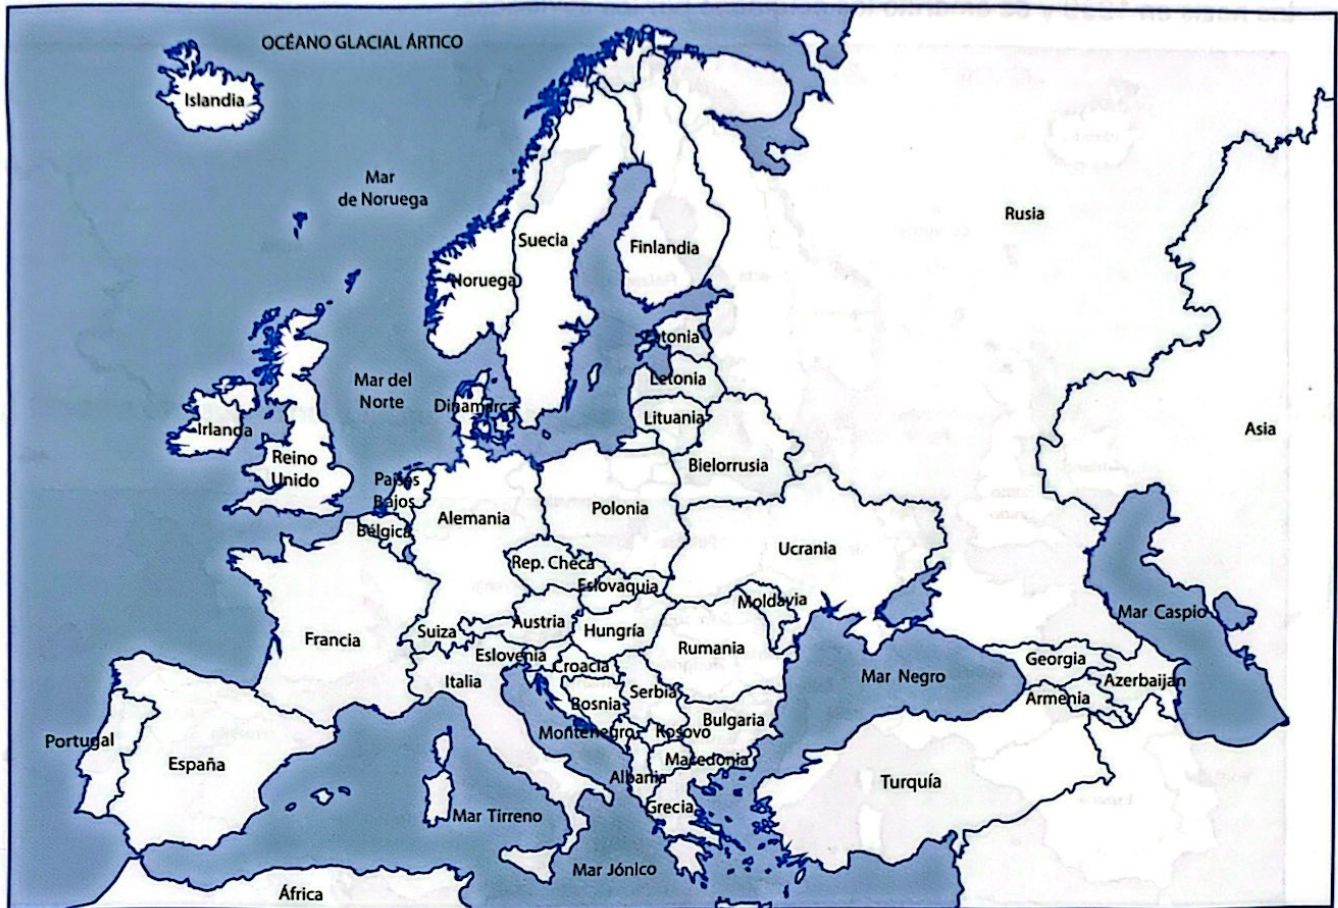 OCÉANO GLACIAL ÁRTICO
Islandia
Mar
de Noruega
Rusia
Suecia
Finlandia
Noruega
Estonia
Mar del
Norte
Letonia
Dinamarca
Lituania
Irlanda
Asia
Reino
Unido
Bielorrusia
Países
Bajos
Polonia
Alemania
Bélgica
Ucrania
Rep. Checa
Eslovaquia
Moldavia
Mar Caspio
Austria
Suiza
Hungría
Francia
Rumania
Eslovenia
Croacia
Georgia
Mar Negro
Azerbaijan
Italia
Serbia
Armenia
Bosnia
Bulgaria
Montenegro
Kosovo
Portugal
Macedonia
España
Albania
Turquía
Grecia
Mar Tirreno
Mar Jónico
África